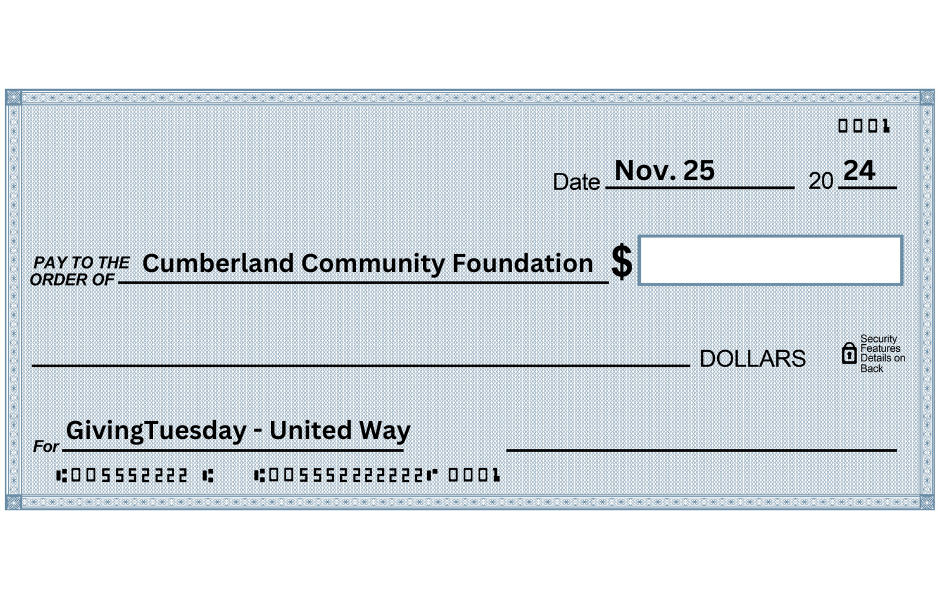 0001
Date Nov. 25 20 24
PAY TO THE
ORDER OF Cumberland Community Foundation $
DOLLARS
Security
Features
Details on
Back
For GivingTuesday - United Way
⑆005552222⑆ ⑆00555222222222⑈ 0001